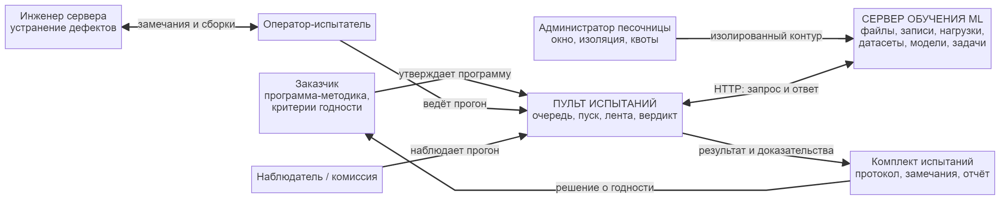 Инженер сервера
устранение дефектов
замечания и сборки
Оператор-испытатель
Администратор песочницы
окно, изоляция, квоты
изолированный контур
СЕРВЕР ОБУЧЕНИЯ ML
файлы, записи, нагрузки,
датасеты, модели, задачи
утверждает программу
Заказчик
программа-методика,
критерии годности
ведёт прогон
HTTP: запрос и ответ
ПУЛЬТ ИСПЫТАНИЙ
очередь, пуск, лента, вердикт
наблюдает прогон
результат и доказательства
Наблюдатель / комиссия
Комплект испытаний
протокол, замечания, отчёт
решение о годности